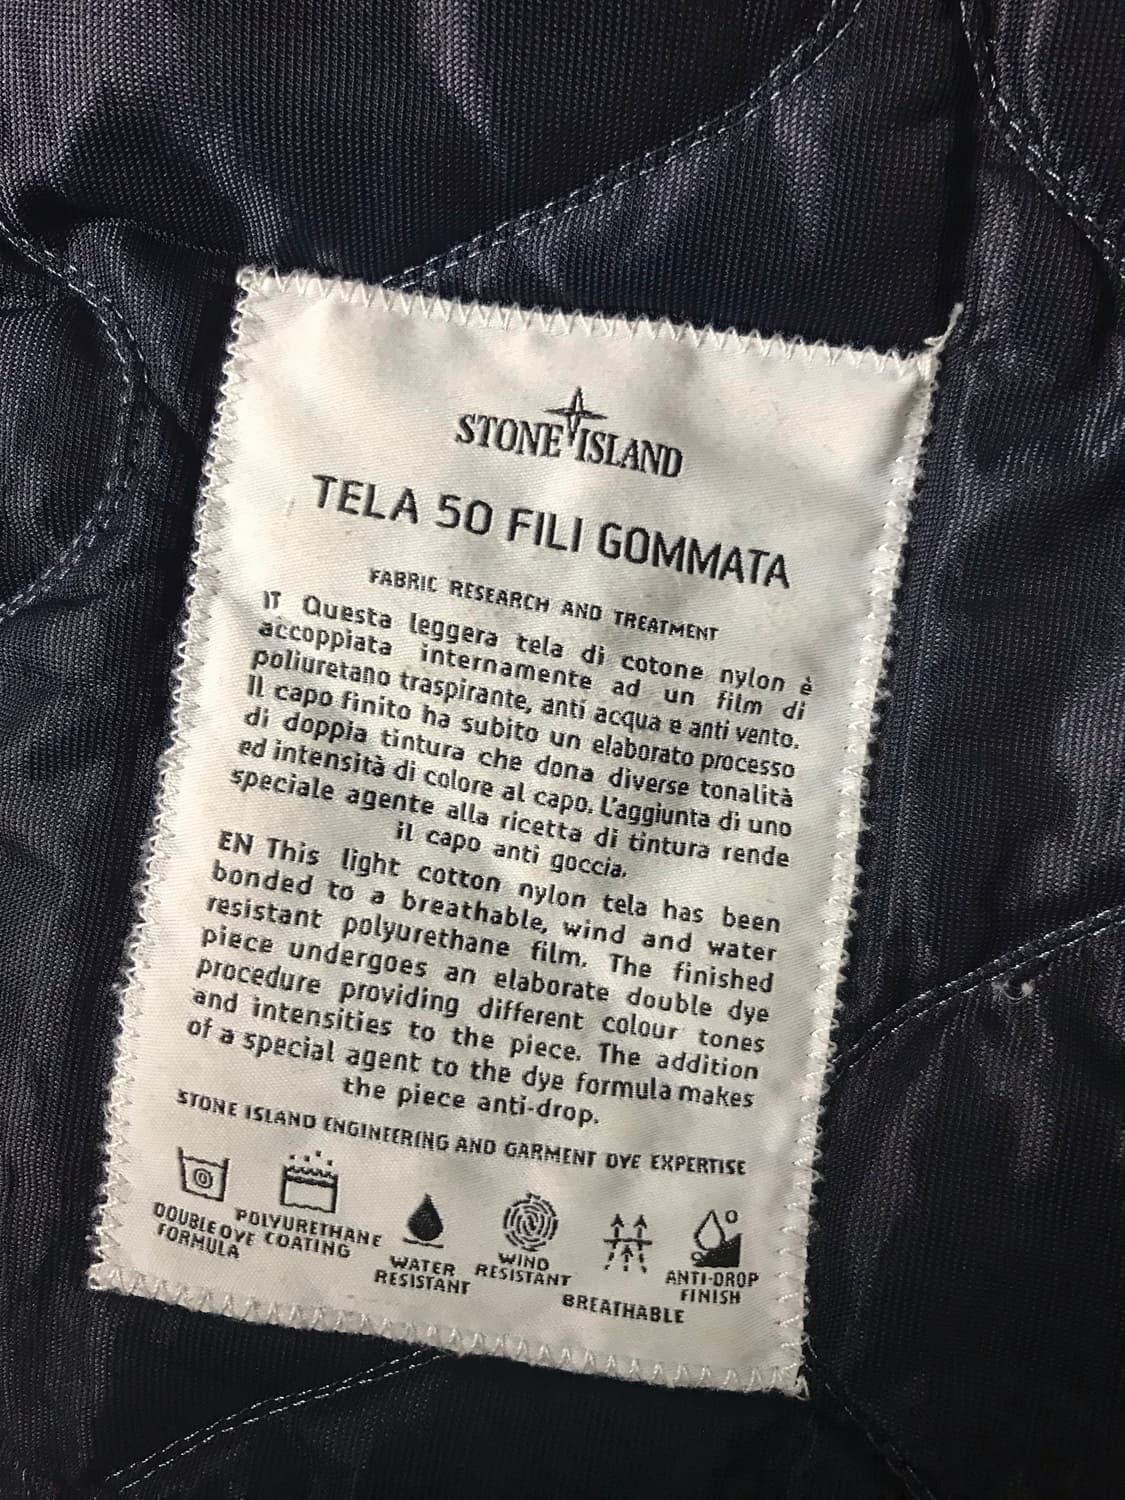 STONE ISLAND
TELA 50 FILI GOMMATA
FABRIC RESEARCH AND TREATMENT
IT Questa leggera tela di cotone nylon è
accoppiata internamente ad un film di
poliuretano traspirante, anti acqua e anti vento.
Il capo finito ha subito un elaborato processo
di doppia tintura che dona diverse tonalità
ed intensità di colore al capo. L'aggiunta di uno
speciale agente alla ricetta di tintura rende
il capo anti goccia.
EN This light cotton nylon tela has been
bonded to a breathable, wind and water
resistant polyurethane film. The finished
piece undergoes an elaborate double dye
procedure providing different colour tones
and intensities to the piece. The addition
of a special agent to the dye formula makes
the piece anti-drop.
STONE ISLAND ENGINEERING AND GARMENT DYE EXPERTISE
DOUBLE DYE
FORMULA
POLYURETHANE
COATING
WATER
RESISTANT
WIND
RESISTANT
BREATHABLE
ANTI-DROP
FINISH